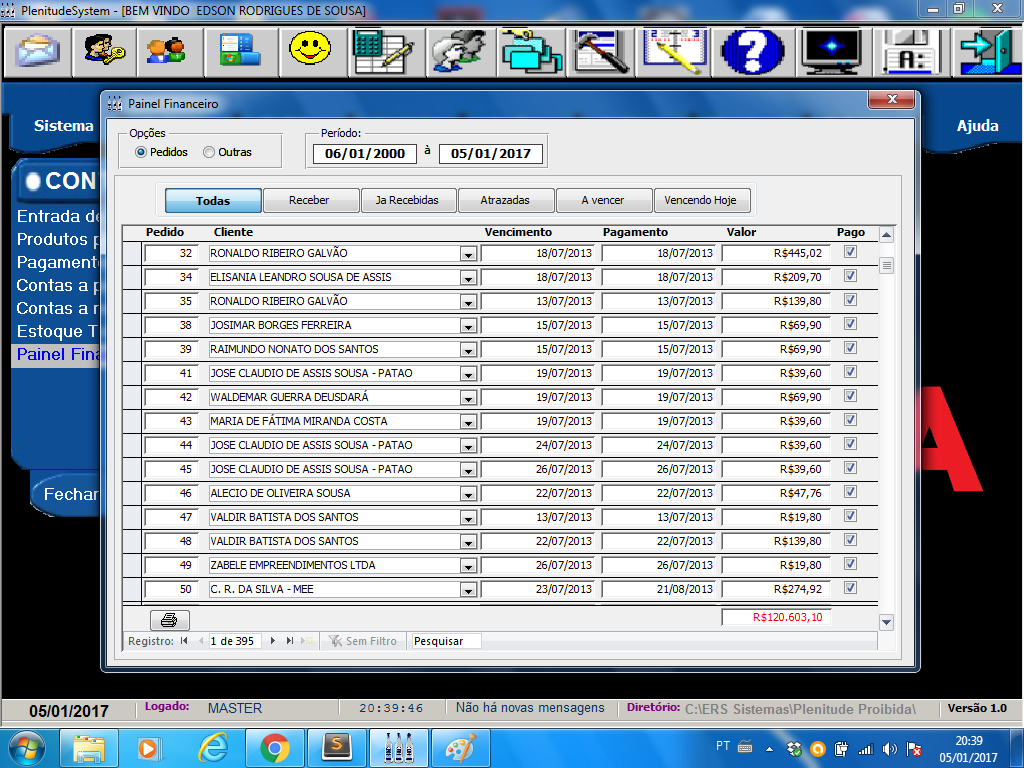 PlenitudeSystem - [BEM VINDO  EDSON RODRIGUES DE SOUSA]
A:
Sistema
Ajuda
CON
Entrada de
Produtos p
Pagament
Contas a p
Contas a r
Estoque T
Painel Fina
Fechar
A
Painel Financeiro
Opções
Pedidos Outras
Período:
06/01/2000 à 05/01/2017
Todas Receber Ja Recebidas Atrazadas A vencer Vencendo Hoje
Pedido Cliente Vencimento Pagamento Valor Pago
32 RONALDO RIBEIRO GALVÃO 18/07/2013 18/07/2013 R$445,02
34 ELISANIA LEANDRO SOUSA DE ASSIS 18/07/2013 18/07/2013 R$209,70
35 RONALDO RIBEIRO GALVÃO 13/07/2013 13/07/2013 R$139,80
38 JOSIMAR BORGES FERREIRA 15/07/2013 15/07/2013 R$69,90
39 RAIMUNDO NONATO DOS SANTOS 15/07/2013 15/07/2013 R$69,90
41 JOSE CLAUDIO DE ASSIS SOUSA - PATAO 19/07/2013 19/07/2013 R$39,60
42 WALDEMAR GUERRA DEUSDARÁ 19/07/2013 19/07/2013 R$69,90
43 MARIA DE FÁTIMA MIRANDA COSTA 19/07/2013 19/07/2013 R$39,60
44 JOSE CLAUDIO DE ASSIS SOUSA - PATAO 24/07/2013 24/07/2013 R$39,60
45 JOSE CLAUDIO DE ASSIS SOUSA - PATAO 26/07/2013 26/07/2013 R$39,60
46 ALECIO DE OLIVEIRA SOUSA 22/07/2013 22/07/2013 R$47,76
47 VALDIR BATISTA DOS SANTOS 13/07/2013 13/07/2013 R$19,80
48 VALDIR BATISTA DOS SANTOS 22/07/2013 22/07/2013 R$139,80
49 ZABELE EMPREENDIMENTOS LTDA 26/07/2013 26/07/2013 R$19,80
50 C. R. DA SILVA - MEE 23/07/2013 21/08/2013 R$274,92
R$120.603,10
Registro: 1 de 395 Sem Filtro Pesquisar
05/01/2017 Logado: MASTER 20:39:46 Não há novas mensagens Diretório: C:\ERS Sistemas\Plenitude Proibida\ Versão 1.0
PT 20:39
05/01/2017